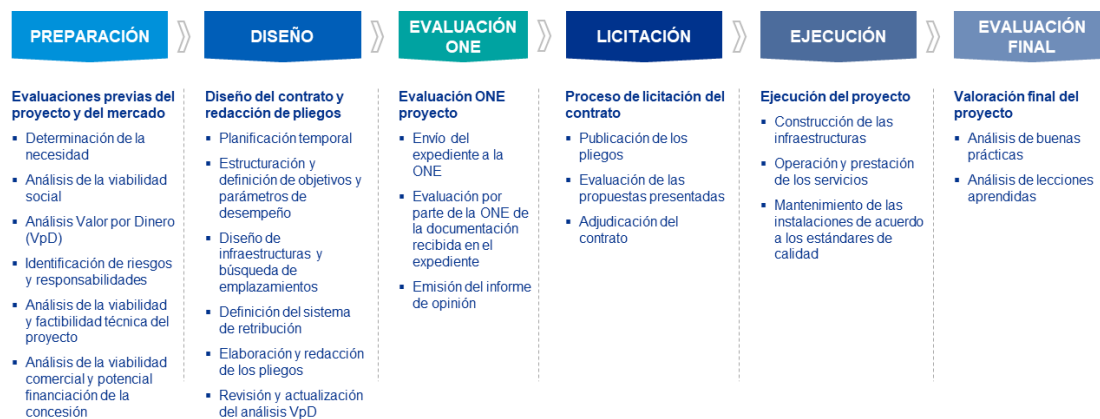 PREPARACIÓN
DISEÑO
EVALUACIÓN
ONE
LICITACIÓN
EJECUCIÓN
EVALUACIÓN
FINAL
Evaluaciones previas del
proyecto y del mercado
▪ Determinación de la
necesidad
▪ Análisis de la viabilidad
social
▪ Análisis Valor por Dinero
(VpD)
▪ Identificación de riesgos
y responsabilidades
▪ Análisis de la viabilidad
y factibilidad técnica del
proyecto
▪ Análisis de la viabilidad
comercial y potencial
financiación de la
concesión
Diseño del contrato y
redacción de pliegos
▪ Planificación temporal
▪ Estructuración y
definición de objetivos y
parámetros de
desempeño
▪ Diseño de
infraestructuras y
búsqueda de
emplazamientos
▪ Definición del sistema
de retribución
▪ Elaboración y redacción
de los pliegos
▪ Revisión y actualización
del análisis VpD
Evaluación ONE
proyecto
▪ Envío del
expediente a la
ONE
▪ Evaluación por
parte de la ONE de
la documentación
recibida en el
expediente
▪ Emisión del informe
de opinión
Proceso de licitación del
contrato
▪ Publicación de los
pliegos
▪ Evaluación de las
propuestas presentadas
▪ Adjudicación del
contrato
Ejecución del proyecto
▪ Construcción de las
infraestructuras
▪ Operación y prestación
de los servicios
▪ Mantenimiento de las
instalaciones de acuerdo
a los estándares de
calidad
Valoración final del
proyecto
▪ Análisis de buenas
prácticas
▪ Análisis de lecciones
aprendidas